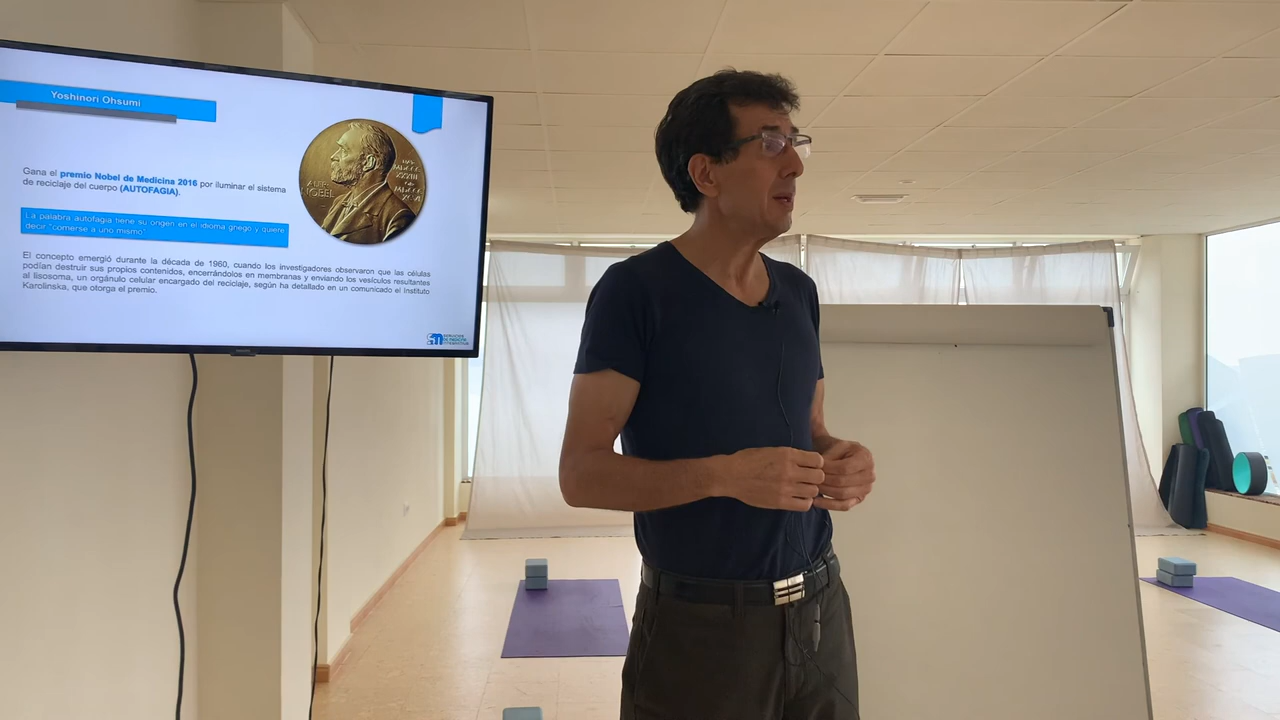 Yoshinori Ohsumi
Gana el premio Nobel de Medicina 2016 por iluminar el sistema
de reciclaje del cuerpo (AUTOFAGIA).
La palabra autofagia tiene su origen en el idioma griego y quiere
decir "comerse a uno mismo"
El concepto emergió durante la década de 1960, cuando los investigadores observaron que las células
podían destruir sus propios contenidos, encerrándolos en membranas y enviando los vesículos resultantes
al lisosoma, un orgánulo celular encargado del reciclaje, según ha detallado en un comunicado el Instituto
Karolinska, que otorga el premio.
NOBEL